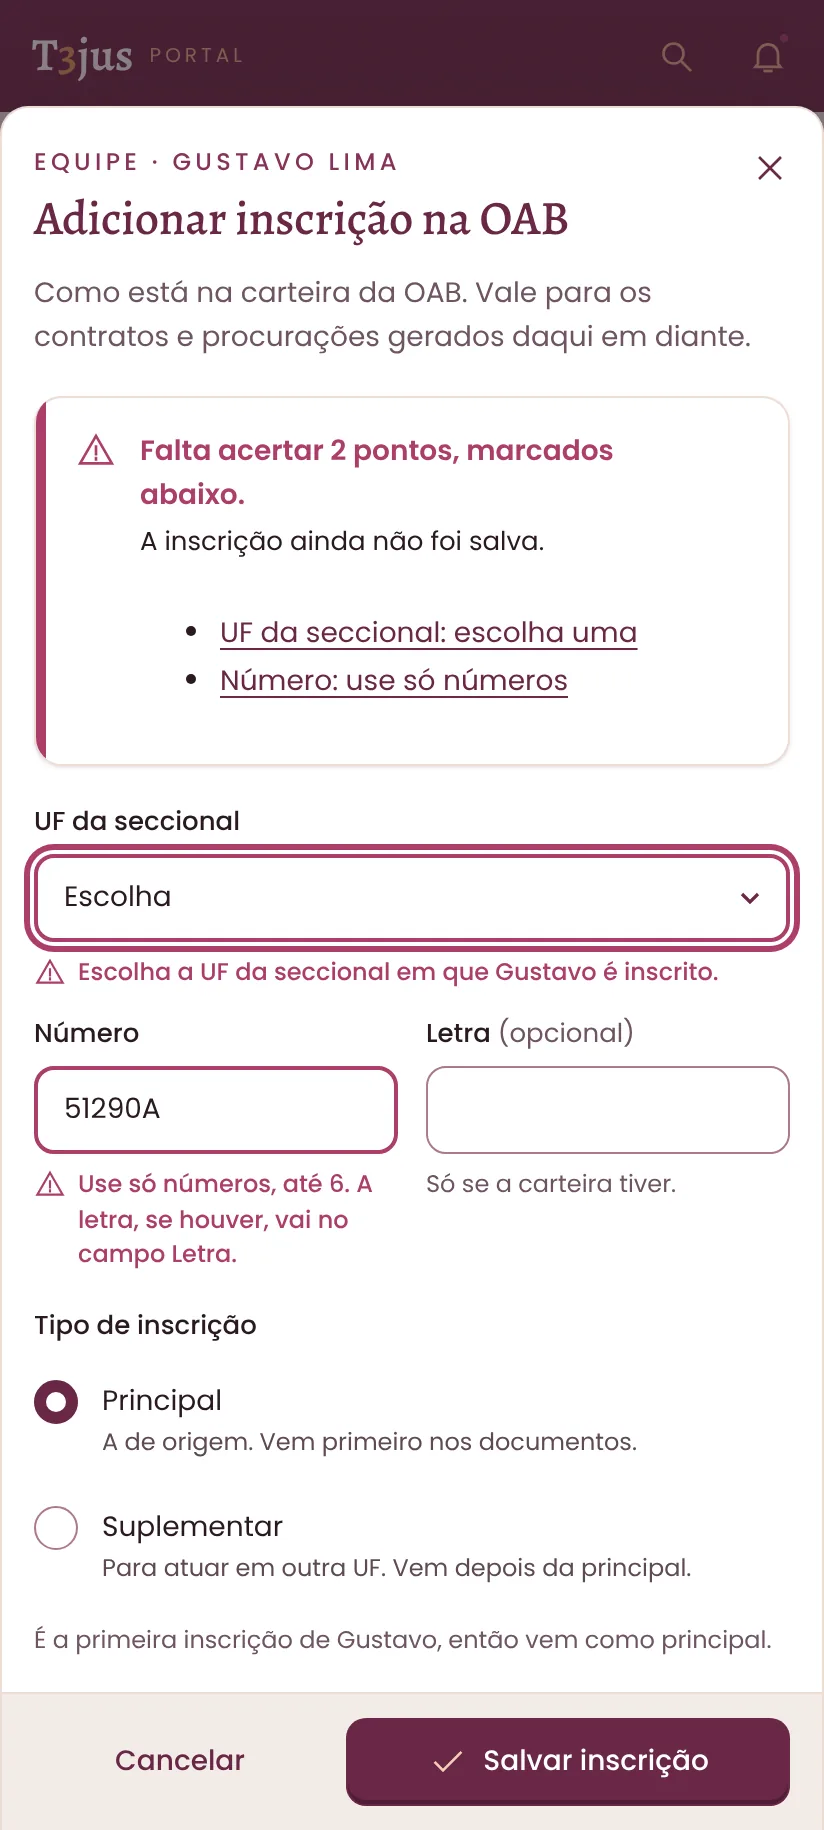 T3jus PORTAL
EQUIPE · GUSTAVO LIMA
Adicionar inscrição na OAB
Como está na carteira da OAB. Vale para os
contratos e procurações gerados daqui em diante.
Falta acertar 2 pontos, marcados
abaixo.
A inscrição ainda não foi salva.
• UF da seccional: escolha uma
• Número: use só números
UF da seccional
Escolha
Escolha a UF da seccional em que Gustavo é inscrito.
Número
51290A
Use só números, até 6. A
letra, se houver, vai no
campo Letra.
Letra (opcional)
Só se a carteira tiver.
Tipo de inscrição
Principal
A de origem. Vem primeiro nos documentos.
Suplementar
Para atuar em outra UF. Vem depois da principal.
É a primeira inscrição de Gustavo, então vem como principal.
Cancelar
Salvar inscrição